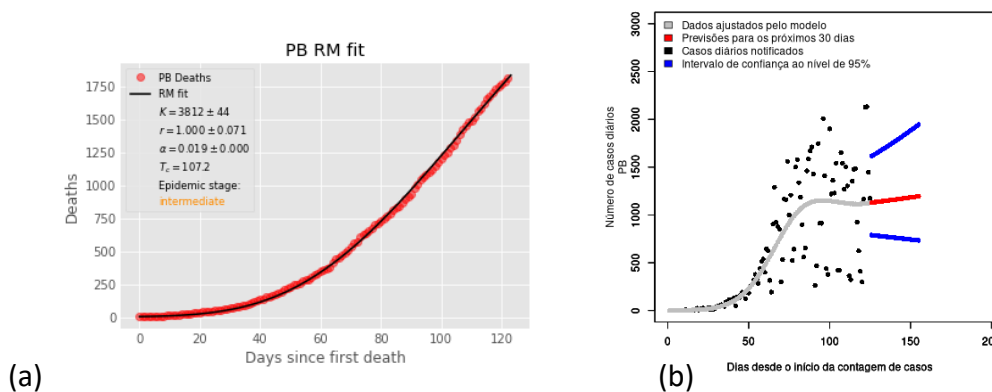 PB RM fit
PB Deaths
RM fit
K = 3812 ± 44
r = 1.000 ± 0.071
α = 0.019 ± 0.000
T_c = 107.2
Epidemic stage:
intermediate
Deaths
1750
1500
1250
1000
750
500
250
0
0 20 40 60 80 100 120
Days since first death
(a)
Dados ajustados pelo modelo
Previsões para os próximos 30 dias
Casos diários notificados
Intervalo de confiança ao nível de 95%
Número de casos diários
PB
3000
2500
2000
1500
1000
500
0
0 50 100 150 200
Dias desde o início da contagem de casos
(b)